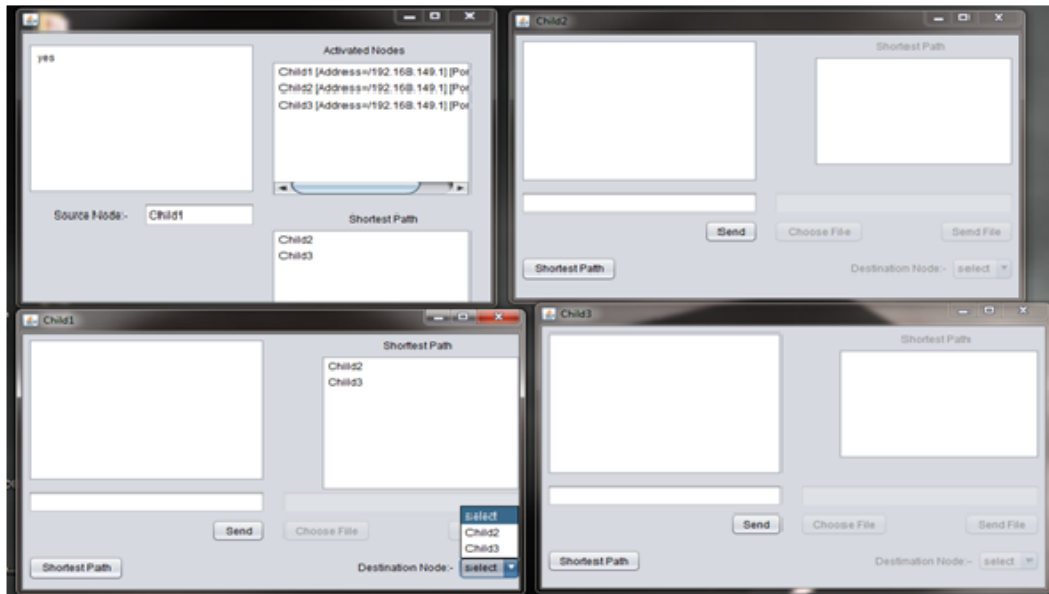 yes
Activated Nodes
Child1 [Address=/192.168.149.1] [Por
Child2 [Address=/192.168.149.1] [Por
Child3 [Address=/192.168.149.1] [Por
Source Node:- Child1
Shortest Path
Child2
Child3
Child2
Shortest Path
Send Choose File Send File
Shortest Path Destination Node:- select
Child1
Shortest Path
Child2
Child3
Send Choose File
select
Child2
Child3
Shortest Path Destination Node:- select
Child3
Shortest Path
Send Choose File Send File
Shortest Path Destination Node:- select